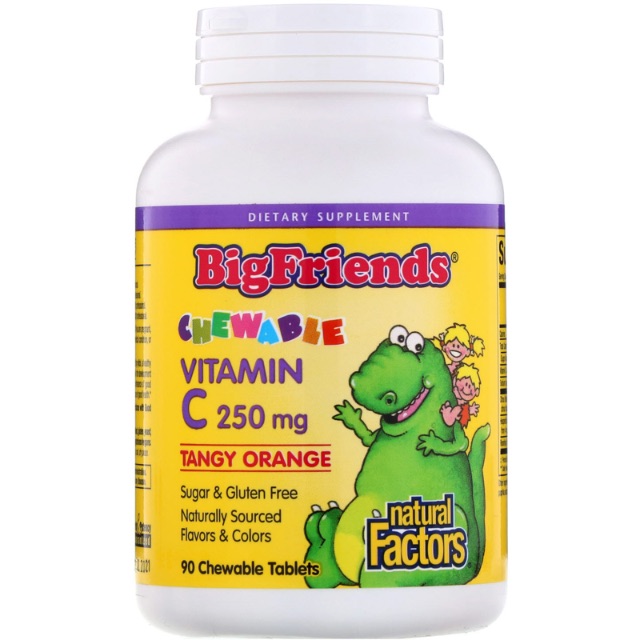 DIETARY SUPPLEMENT
BigFriends®
CHEWABLE
VITAMIN
C 250 mg
TANGY ORANGE
Sugar & Gluten Free
Naturally Sourced
Flavors & Colors
90 Chewable Tablets
natural
Factors®